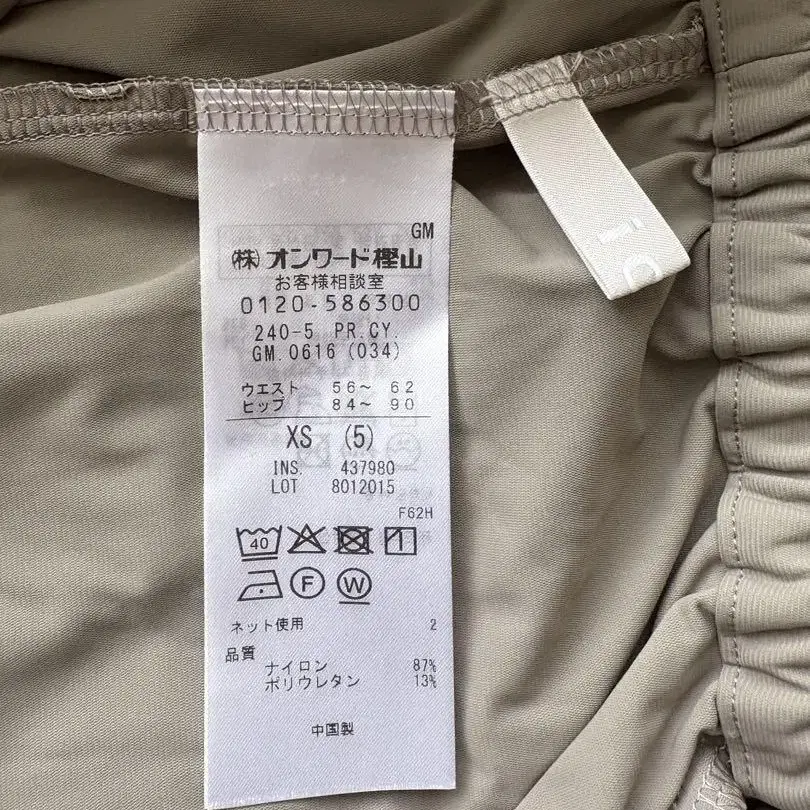 GM
(株)オンワード樫山
お客様相談室
0120-586300
240-5 PR.CY.
GM.0616(034)
ウエスト 56～ 62
ヒップ 84～ 90
XS (5)
INS. 437980
LOT 8012015
F62H
40
F W
ネット使用 2
品質
ナイロン 87%
ポリウレタン 13%
中国製